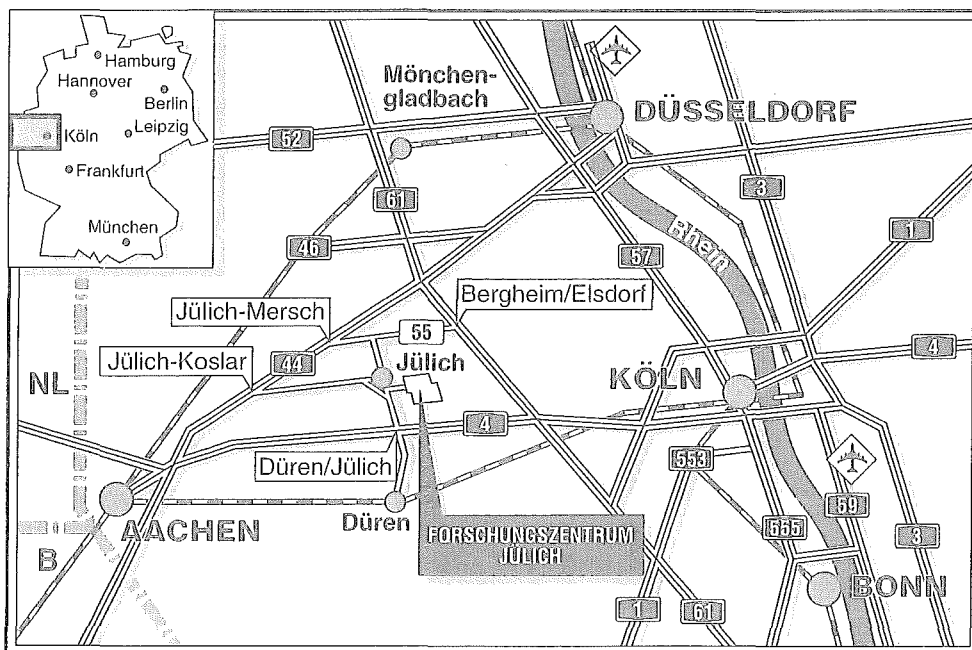 Hamburg
Hannover
Berlin
Köln
Leipzig
Frankfurt
München
Mönchen-
gladbach
DÜSSELDORF
52
61
3
1
46
57
Rhein
Bergheim/Elsdorf
Jülich-Mersch
55
Jülich
44
Jülich-Koslar
4
NL
KÖLN
4
Düren/Jülich
553
AACHEN
Düren
FORSCHUNGSZENTRUM
JÜLICH
59
555
3
B
BONN
1
61